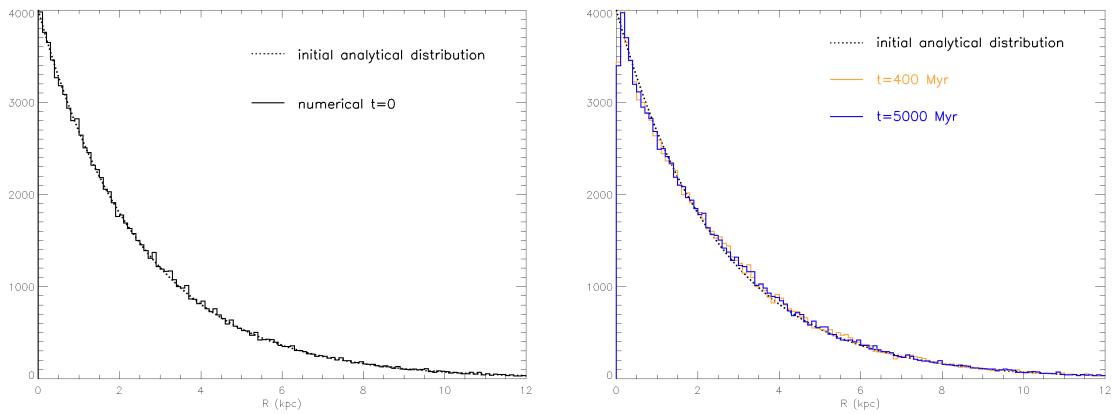 4000
3000
2000
1000
0
initial analytical distribution
numerical t=0
0 2 4 6 8 10 12
R (kpc)
4000
3000
2000
1000
0
initial analytical distribution
t=400 Myr
t=5000 Myr
0 2 4 6 8 10 12
R (kpc)